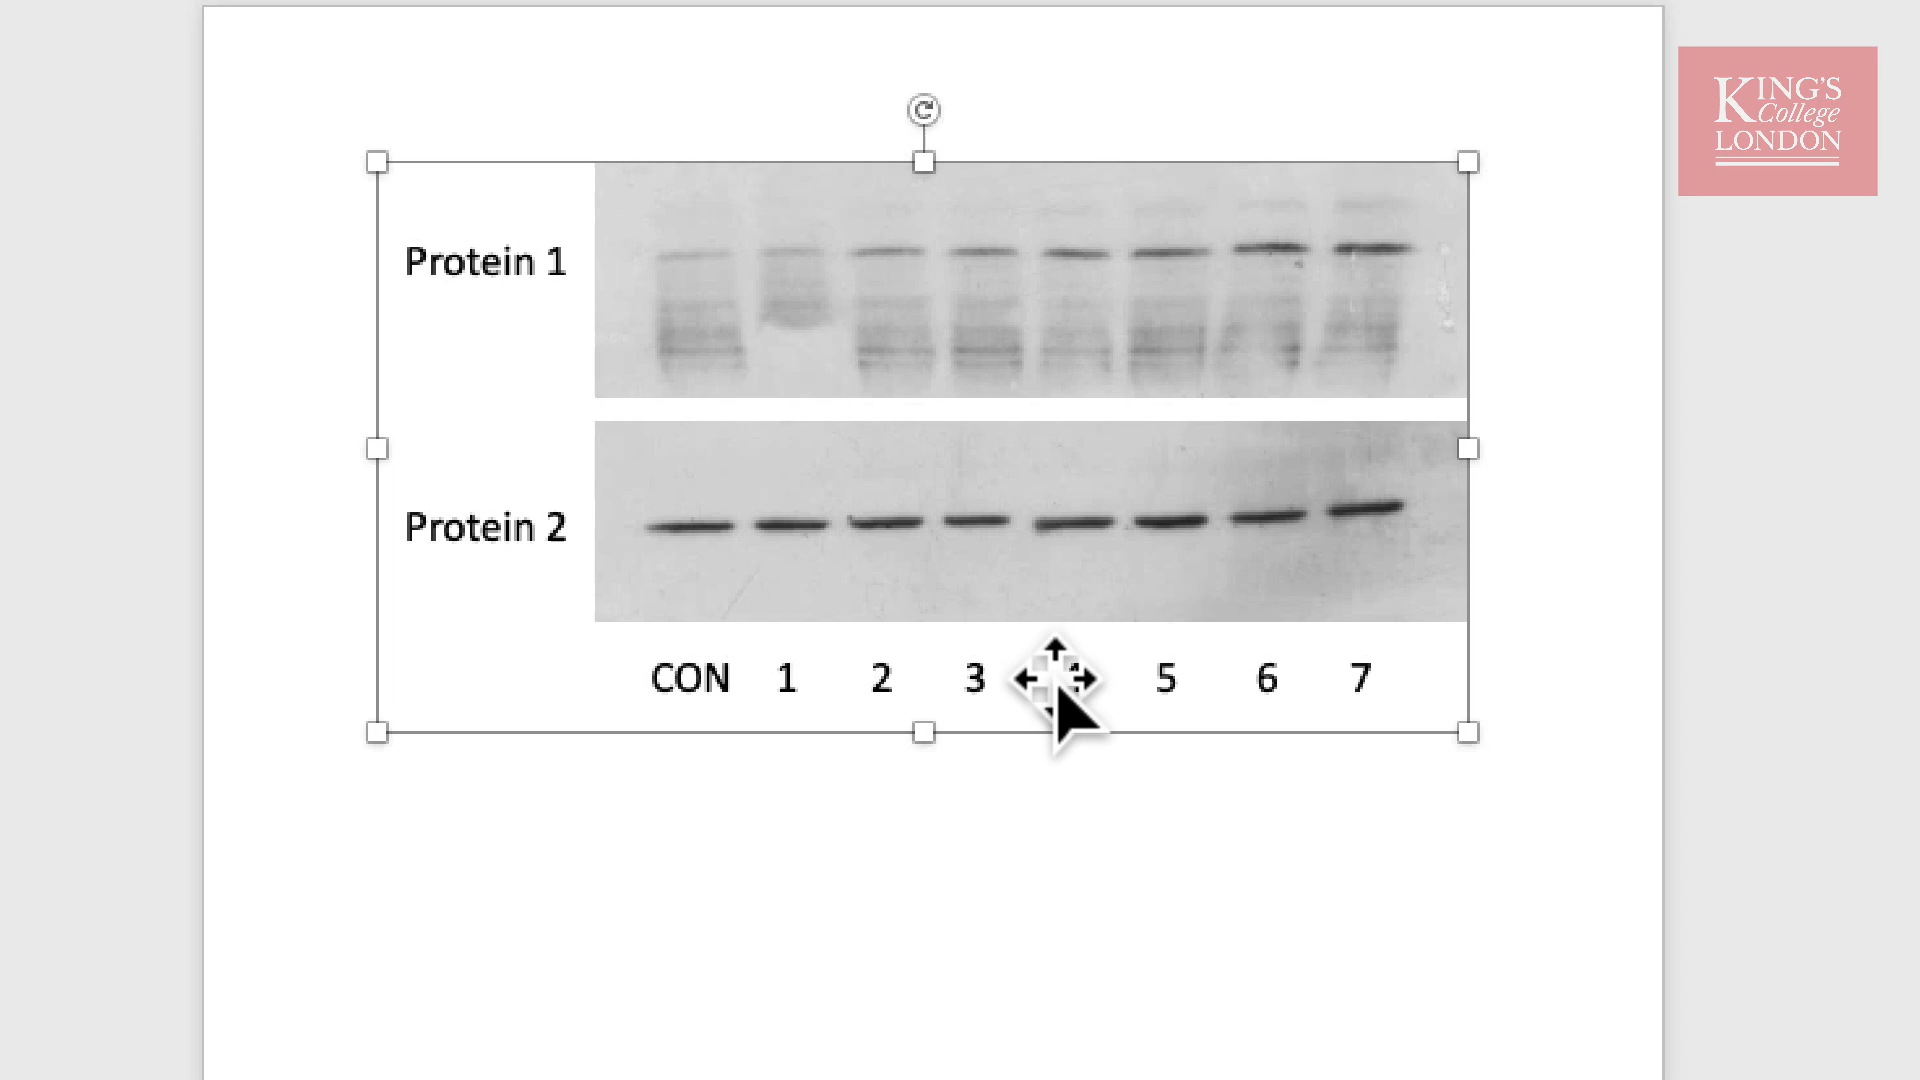 KING'S
College
LONDON
Protein 1
Protein 2
CON 1 2 3 5 6 7